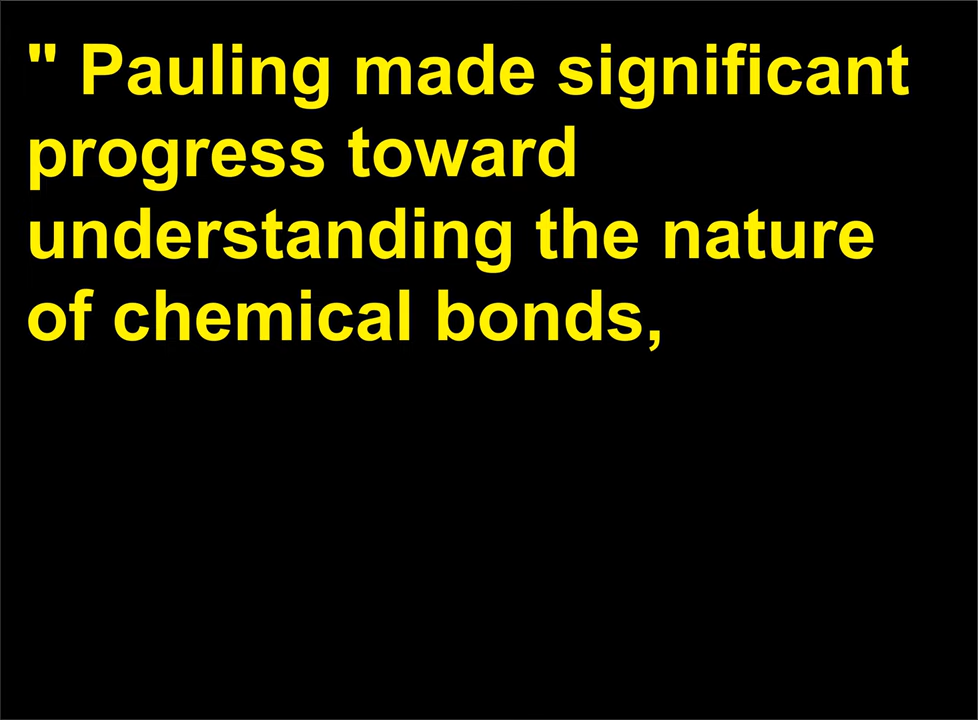 " Pauling made significant
progress toward
understanding the nature
of chemical bonds,